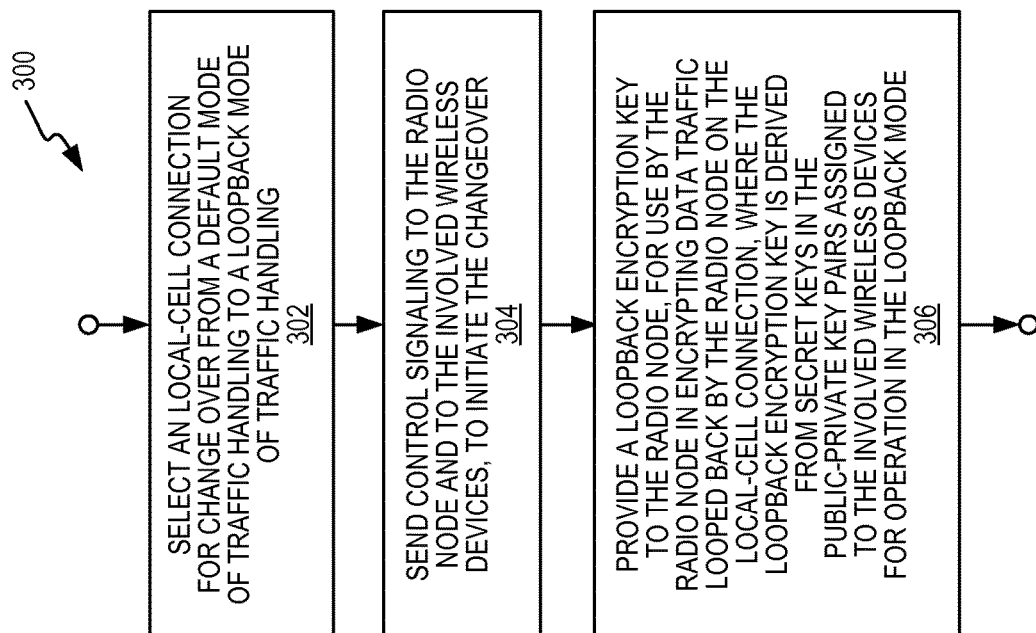 300
SELECT AN LOCAL-CELL CONNECTION
FOR CHANGE OVER FROM A DEFAULT MODE
OF TRAFFIC HANDLING TO A LOOPBACK MODE
OF TRAFFIC HANDLING
302
SEND CONTROL SIGNALING TO THE RADIO
NODE AND TO THE INVOLVED WIRELESS
DEVICES, TO INITIATE THE CHANGEOVER
304
PROVIDE A LOOPBACK ENCRYPTION KEY
TO THE RADIO NODE, FOR USE BY THE
RADIO NODE IN ENCRYPTING DATA TRAFFIC
LOOPED BACK BY THE RADIO NODE ON THE
LOCAL-CELL CONNECTION, WHERE THE
LOOPBACK ENCRYPTION KEY IS DERIVED
FROM SECRET KEYS IN THE
PUBLIC-PRIVATE KEY PAIRS ASSIGNED
TO THE INVOLVED WIRELESS DEVICES
FOR OPERATION IN THE LOOPBACK MODE
306